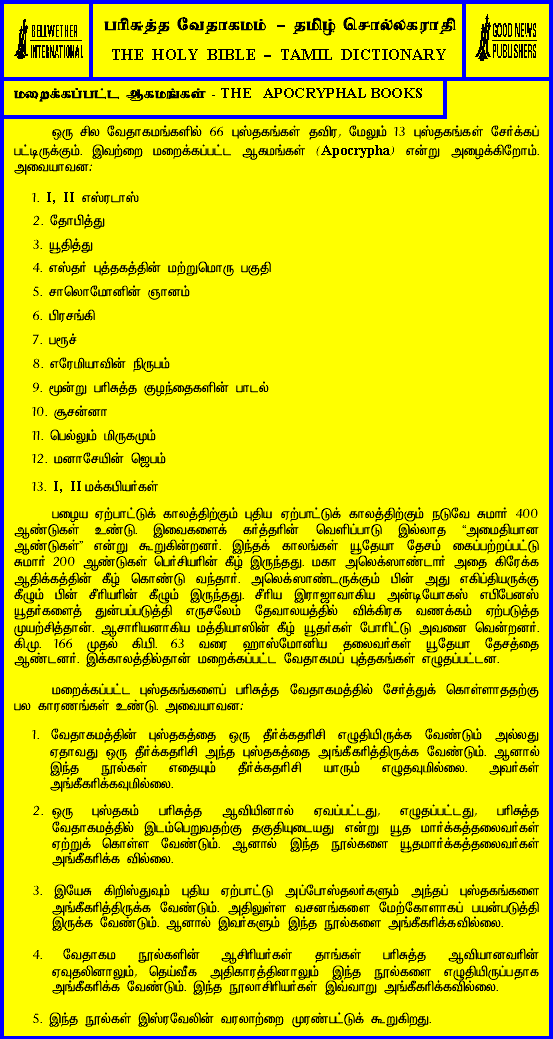 BELLWETHER
INTERNATIONAL
பரிசுத்த வேதாகமம் – தமிழ் சொல்லகராதி
THE HOLY BIBLE – TAMIL DICTIONARY
GOOD NEWS
PUBLISHERS
மறைக்கப்பட்ட ஆகமங்கள் - THE APOCRYPHAL BOOKS
ஒரு சில வேதாகமங்களில் 66 புஸ்தகங்கள் தவிர, மேலும் 13 புஸ்தகங்கள் சேர்க்கப்
பட்டிருக்கும். இவற்றை மறைக்கப்பட்ட ஆகமங்கள் (Apocrypha) என்று அழைக்கிறோம்.
அவையாவன:
1. I, II எஸ்ரடாஸ்
2. தோபித்து
3. யூதித்து
4. எஸ்தர் புத்தகத்தின் மற்றுமொரு பகுதி
5. சாலொமோனின் ஞானம்
6. பிரசங்கி
7. பரூச்
8. எரேமியாவின் நிருபம்
9. மூன்று பரிசுத்த குழந்தைகளின் பாடல்
10. சூசன்னா
11. பெல்லும் மிருகமும்
12. மனாசேயின் ஜெபம்
13. I, II மக்கபியர்கள்
பழைய ஏற்பாட்டுக் காலத்திற்கும் புதிய ஏற்பாட்டுக் காலத்திற்கும் நடுவே சுமார் 400
ஆண்டுகள் உண்டு. இவைகளைக் கர்த்தரின் வெளிப்பாடு இல்லாத “அமைதியான
ஆண்டுகள்” என்று கூறுகின்றனர். இந்தக் காலங்கள் யூதேயா தேசம் கைப்பற்றப்பட்டு
சுமார் 200 ஆண்டுகள் பெர்சியரின் கீழ் இருந்தது. மகா அலெக்ஸாண்டார் அதை கிரேக்க
ஆதிக்கத்தின் கீழ் கொண்டு வந்தார். அலெக்ஸாண்டருக்கும் பின் அது எகிப்தியருக்கு
கீழும் பின் சீரியரின் கீழும் இருந்தது. சீரிய இராஜாவாகிய அன்டியோகஸ் எபிபேனஸ்
யூதர்களைத் துன்பப்படுத்தி எருசலேம் தேவாலயத்தில் விக்கிரக வணக்கம் ஏற்படுத்த
முயற்சித்தான். ஆசாரியனாகிய மத்தியாஸின் கீழ் யூதர்கள் போரிட்டு அவனை வென்றனர்.
கி.மு. 166 முதல் கி.பி. 63 வரை ஹாஸ்மோனிய தலைவர்கள் யூதேயா தேசத்தை
ஆண்டனர். இக்காலத்தில்தான் மறைக்கப்பட்ட வேதாகமப் புத்தகங்கள் எழுதப்பட்டன.
மறைக்கப்பட்ட புஸ்தகங்களைப் பரிசுத்த வேதாகமத்தில் சேர்த்துக் கொள்ளாததற்கு
பல காரணங்கள் உண்டு. அவையாவன:
1. வேதாகமத்தின் புஸ்தகத்தை ஒரு தீர்க்கதரிசி எழுதியிருக்க வேண்டும் அல்லது
ஏதாவது ஒரு தீர்க்கதரிசி அந்த புஸ்தகத்தை அங்கீகரித்திருக்க வேண்டும். ஆனால்
இந்த நூல்கள் எதையும் தீர்க்கதரிசி யாரும் எழுதவுமில்லை. அவர்கள்
அங்கீகரிக்கவுமில்லை.
2. ஒரு புஸ்தகம் பரிசுத்த ஆவியினால் ஏவப்பட்டது, எழுதப்பட்டது, பரிசுத்த
வேதாகமத்தில் இடம்பெறுவதற்கு தகுதியுடையது என்று யூத மார்க்கத்தலைவர்கள்
ஏற்றுக் கொள்ள வேண்டும். ஆனால் இந்த நூல்களை யூதமார்க்கத்தலைவர்கள்
அங்கீகரிக்க வில்லை.
3. இயேசு கிறிஸ்துவும் புதிய ஏற்பாட்டு அப்போஸ்தலர்களும் அந்தப் புஸ்தகங்களை
அங்கீகரித்திருக்க வேண்டும். அதிலுள்ள வசனங்களை மேற்கோளாகப் பயன்படுத்தி
இருக்க வேண்டும். ஆனால் இவர்களும் இந்த நூல்களை அங்கீகரிக்கவில்லை.
4. வேதாகம நூல்களின் ஆசிரியர்கள் தாங்கள் பரிசுத்த ஆவியானவரின்
ஏவுதலினாலும், தெய்வீக அதிகாரத்தினாலும் இந்த நூல்களை எழுதியிருப்பதாக
அங்கீகரிக்க வேண்டும். இந்த நூலாசிரியர்கள் இவ்வாறு அங்கீகரிக்கவில்லை.
5. இந்த நூல்கள் இஸ்ரவேலின் வரலாற்றை முரண்பட்டுக் கூறுகிறது.